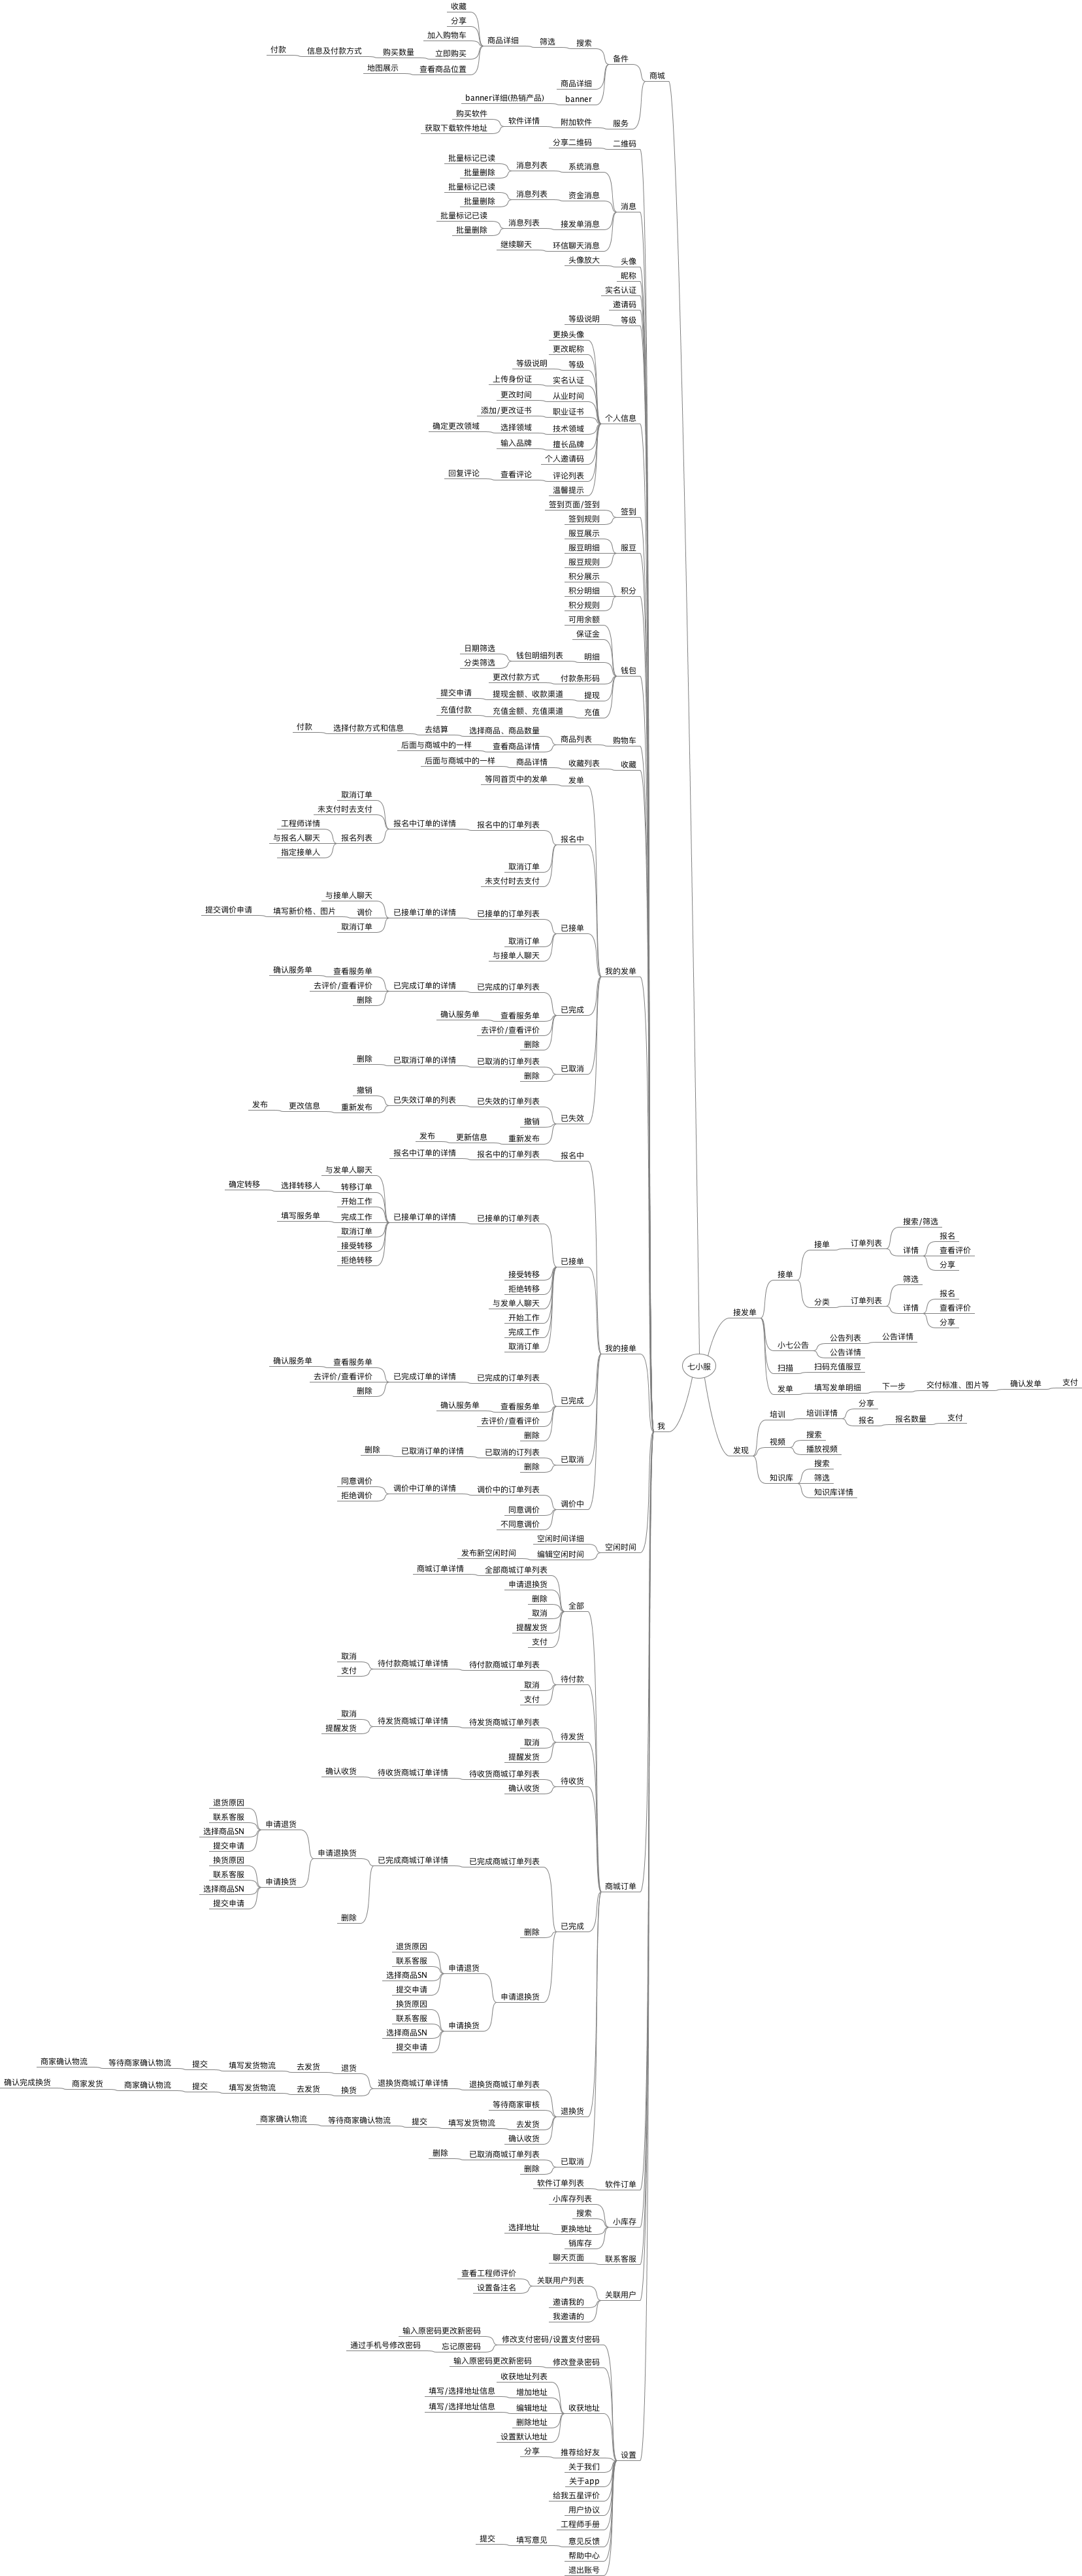 七小服
接发单
接单
接单
订单列表
搜索/筛选
详情
报名
查看评价
分享
分类
订单列表
筛选
详情
报名
查看评价
分享
小七公告
公告列表
公告详情
公告详情
扫描
扫码充值服豆
发单
填写发单明细
下一步
交付标准、图片等
确认发单
支付
发现
培训
培训详情
分享
报名
报名数量
支付
视频
搜索
播放视频
知识库
搜索
筛选
知识库详情
商城
备件
搜索
筛选
商品详细
收藏
分享
加入购物车
立即购买
购买数量
信息及付款方式
付款
查看商品位置
地图展示
商品详细
banner
banner详细(热销产品)
服务
附加软件
软件详情
购买软件
获取下载软件地址
我
二维码
分享二维码
消息
系统消息
消息列表
批量标记已读
批量删除
资金消息
消息列表
批量标记已读
批量删除
接发单消息
消息列表
批量标记已读
批量删除
环信聊天消息
继续聊天
头像
头像放大
昵称
实名认证
邀请码
等级
等级说明
个人信息
更换头像
更改昵称
等级
等级说明
实名认证
上传身份证
从业时间
更改时间
职业证书
添加/更改证书
技术领域
选择领域
确定更改领域
擅长品牌
输入品牌
个人邀请码
评论列表
查看评论
回复评论
温馨提示
签到
签到页面/签到
签到规则
服豆
服豆展示
服豆明细
服豆规则
积分
积分展示
积分明细
积分规则
钱包
可用余额
保证金
明细
钱包明细列表
日期筛选
分类筛选
付款条形码
更改付款方式
提现
提现金额、收款渠道
提交申请
充值
充值金额、充值渠道
充值付款
购物车
商品列表
选择商品、商品数量
去结算
选择付款方式和信息
付款
查看商品详情
后面与商城中的一样
收藏
收藏列表
商品详情
后面与商城中的一样
我的发单
发单
等同首页中的发单
报名中
报名中的订单列表
报名中订单的详情
取消订单
未支付时去支付
报名列表
工程师详情
与报名人聊天
指定接单人
取消订单
未支付时去支付
已接单
已接单的订单列表
已接单订单的详情
与接单人聊天
调价
填写新价格、图片
提交调价申请
取消订单
取消订单
与接单人聊天
已完成
已完成的订单列表
已完成订单的详情
查看服务单
确认服务单
去评价/查看评价
删除
查看服务单
确认服务单
去评价/查看评价
删除
已取消
已取消的订单列表
已取消订单的详情
删除
删除
已失效
已失效的订单列表
已失效订单的列表
撤销
重新发布
更改信息
发布
撤销
重新发布
更新信息
发布
我的接单
报名中
报名中的订单列表
报名中订单的详情
已接单
已接单的订单列表
已接单订单的详情
与发单人聊天
转移订单
选择转移人
确定转移
开始工作
完成工作
填写服务单
取消订单
接受转移
拒绝转移
接受转移
拒绝转移
与发单人聊天
开始工作
完成工作
取消订单
已完成
已完成的订单列表
已完成订单的详情
查看服务单
确认服务单
去评价/查看评价
删除
查看服务单
确认服务单
去评价/查看评价
删除
已取消
已取消的订列表
已取消订单的详情
删除
删除
调价中
调价中的订单列表
调价中订单的详情
同意调价
拒绝调价
同意调价
不同意调价
空闲时间
空闲时间详细
编辑空闲时间
发布新空闲时间
商城订单
全部
全部商城订单列表
商城订单详情
申请退换货
删除
取消
提醒发货
支付
待付款
待付款商城订单列表
待付款商城订单详情
取消
支付
取消
支付
待发货
待发货商城订单列表
待发货商城订单详情
取消
提醒发货
取消
提醒发货
待收货
待收货商城订单列表
待收货商城订单详情
确认收货
确认收货
已完成
已完成商城订单列表
已完成商城订单详情
申请退换货
申请退货
退货原因
联系客服
选择商品SN
提交申请
申请换货
换货原因
联系客服
选择商品SN
提交申请
删除
删除
申请退换货
申请退货
退货原因
联系客服
选择商品SN
提交申请
申请换货
换货原因
联系客服
选择商品SN
提交申请
退换货
退换货商城订单列表
退换货商城订单详情
退货
去发货
填写发货物流
提交
等待商家确认物流
商家确认物流
换货
去发货
填写发货物流
提交
商家确认物流
商家发货
确认完成换货
等待商家审核
去发货
填写发货物流
提交
等待商家确认物流
商家确认物流
确认收货
已取消
已取消商城订单列表
删除
删除
软件订单
软件订单列表
小库存
小库存列表
搜索
更换地址
选择地址
销库存
联系客服
聊天页面
关联用户
关联用户列表
查看工程师评价
设置备注名
邀请我的
我邀请的
设置
修改支付密码/设置支付密码
输入原密码更改新密码
忘记原密码
通过手机号修改密码
修改登录密码
输入原密码更改新密码
收获地址
收获地址列表
增加地址
填写/选择地址信息
编辑地址
填写/选择地址信息
删除地址
设置默认地址
推荐给好友
分享
关于我们
关于app
给我五星评价
用户协议
工程师手册
意见反馈
填写意见
提交
帮助中心
退出账号